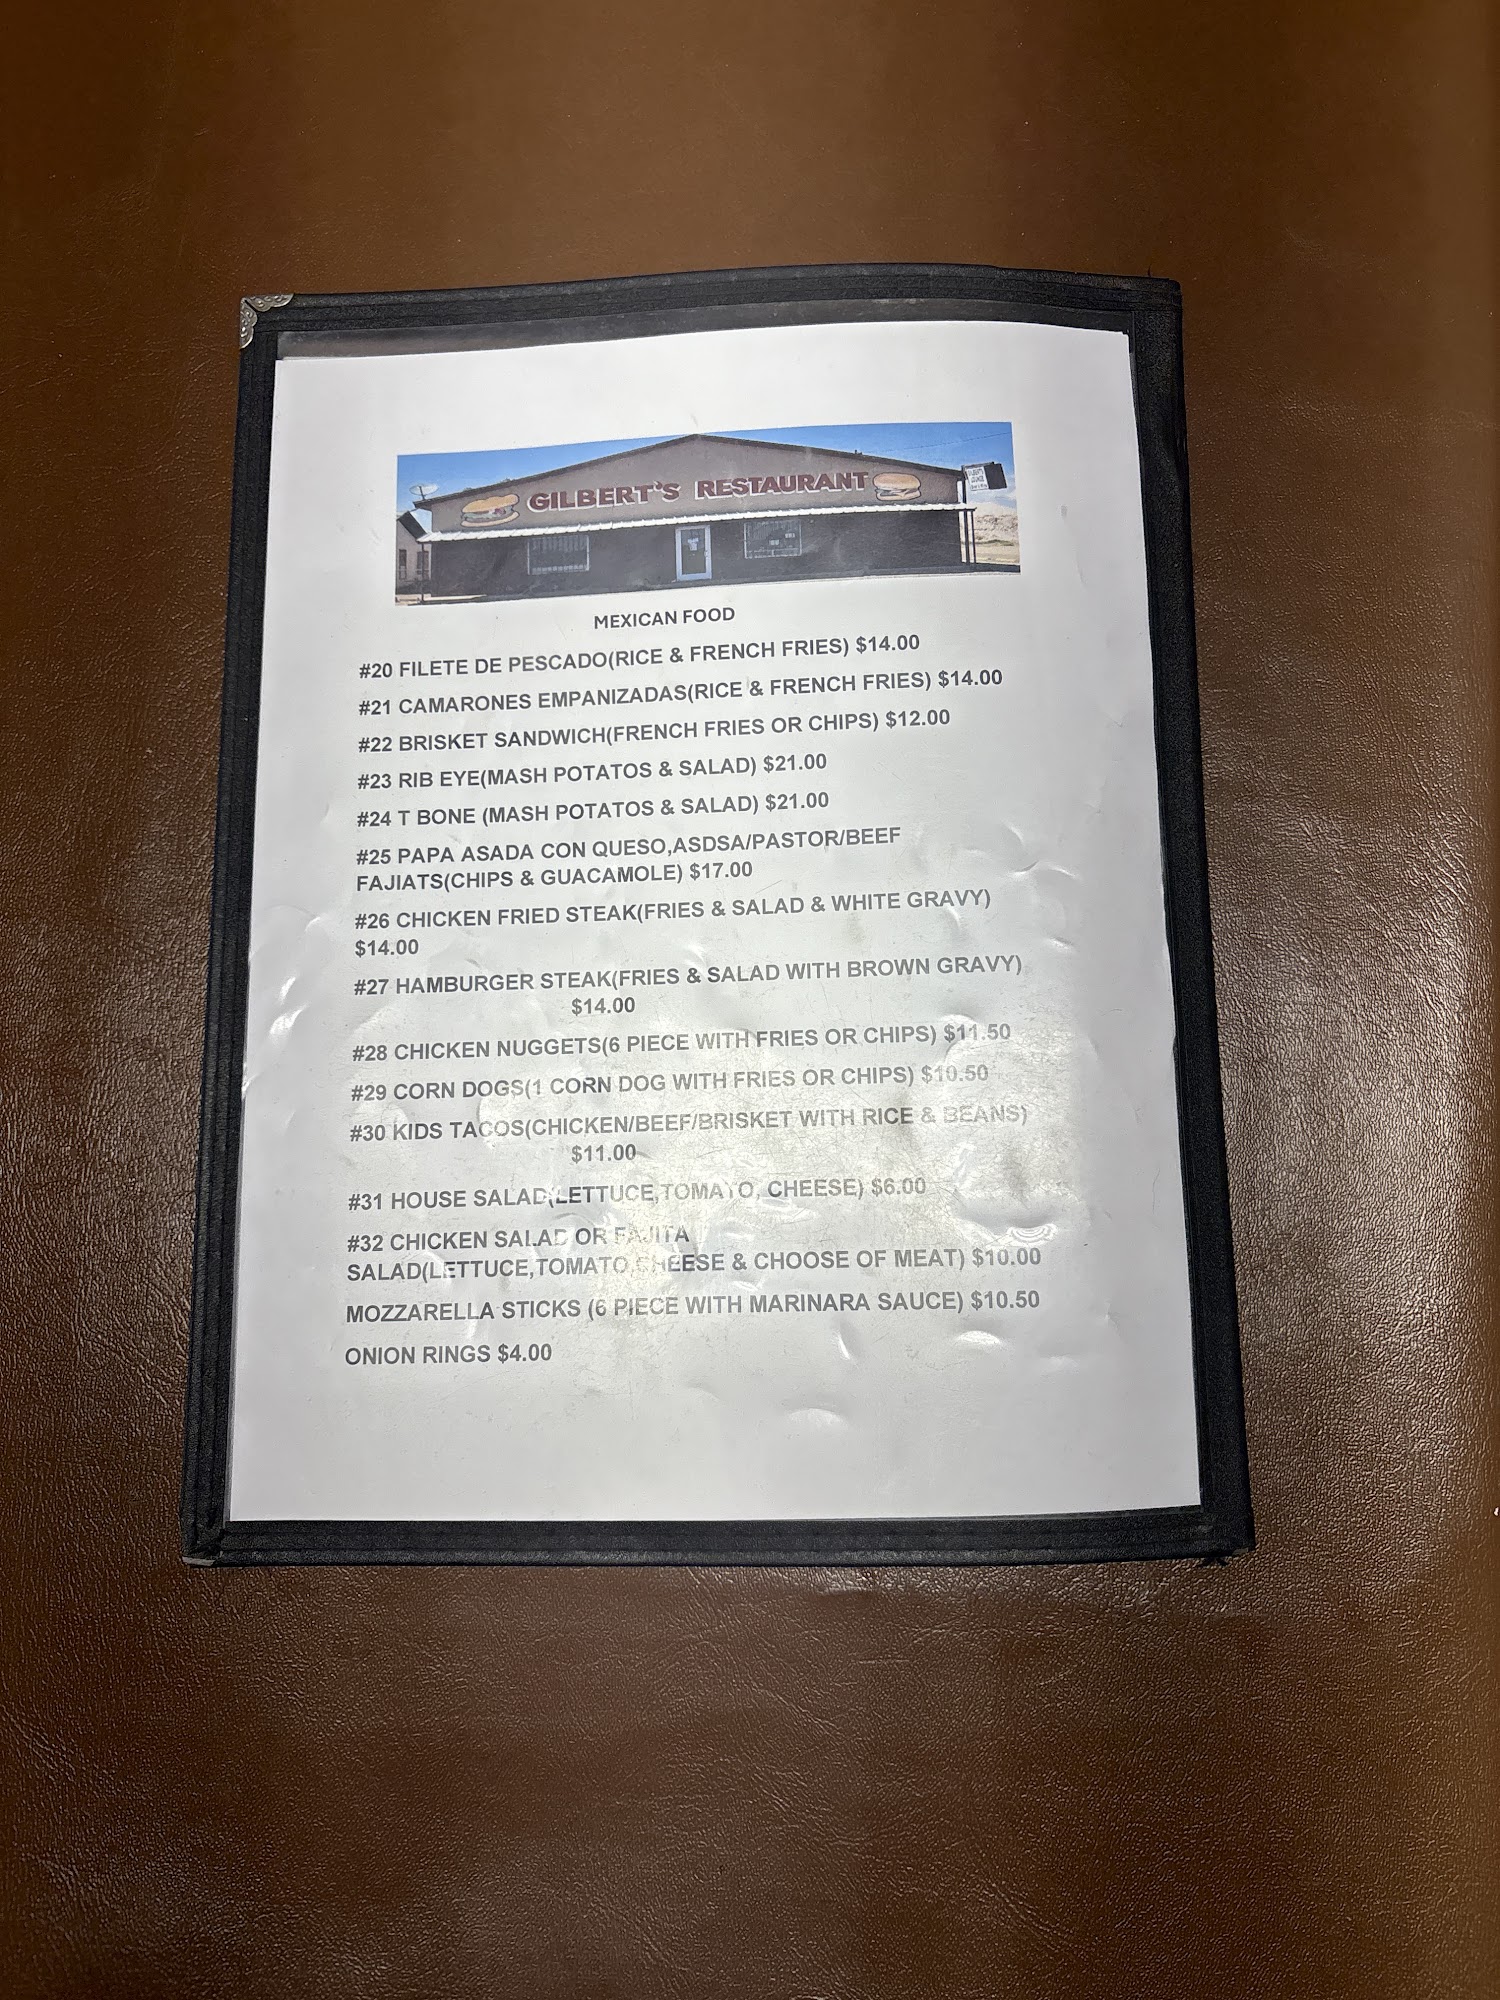 GILBERT'S RESTAURANT
MEXICAN FOOD
#20 FILETE DE PESCADO(RICE & FRENCH FRIES) $14.00
#21 CAMARONES EMPANIZADAS(RICE & FRENCH FRIES) $14.00
#22 BRISKET SANDWICH(FRENCH FRIES OR CHIPS) $12.00
#23 RIB EYE(MASH POTATOS & SALAD) $21.00
#24 T BONE (MASH POTATOS & SALAD) $21.00
#25 PAPA ASADA CON QUESO,ASDSA/PASTOR/BEEF
FAJIATS(CHIPS & GUACAMOLE) $17.00
#26 CHICKEN FRIED STEAK(FRIES & SALAD & WHITE GRAVY)
$14.00
#27 HAMBURGER STEAK(FRIES & SALAD WITH BROWN GRAVY)
$14.00
#28 CHICKEN NUGGETS(6 PIECE WITH FRIES OR CHIPS) $11.50
#29 CORN DOGS(1 CORN DOG WITH FRIES OR CHIPS) $10.50
#30 KIDS TACOS(CHICKEN/BEEF/BRISKET WITH RICE & BEANS)
$11.00
#31 HOUSE SALAD(LETTUCE,TOMATO, CHEESE) $6.00
#32 CHICKEN SALAD OR FAJITA
SALAD(LETTUCE,TOMATO,CHEESE & CHOOSE OF MEAT) $10.00
MOZZARELLA STICKS (6 PIECE WITH MARINARA SAUCE) $10.50
ONION RINGS $4.00